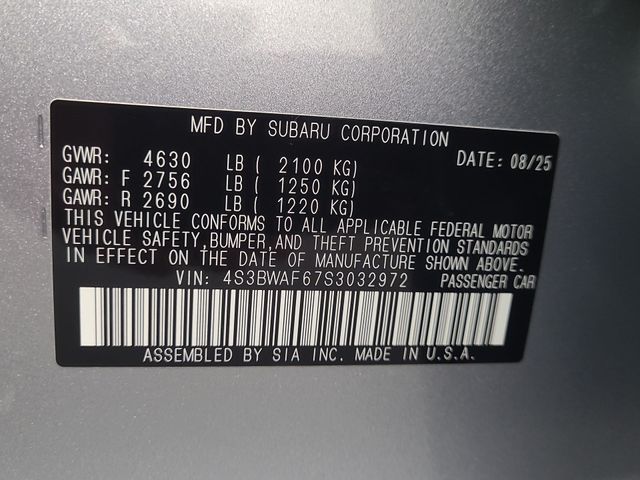 MFD BY SUBARU CORPORATION
DATE: 08/25
GVWR: 4630 LB ( 2100 KG)
GAWR: F 2756 LB ( 1250 KG)
GAWR: R 2690 LB ( 1220 KG)
THIS VEHICLE CONFORMS TO ALL APPLICABLE FEDERAL MOTOR
VEHICLE SAFETY,BUMPER,AND THEFT PREVENTION STANDARDS
IN EFFECT ON THE DATE OF MANUFACTURE SHOWN ABOVE.
VIN: 4S3BWAF67S3032972 PASSENGER CAR
ASSEMBLED BY SIA INC. MADE IN U.S.A.